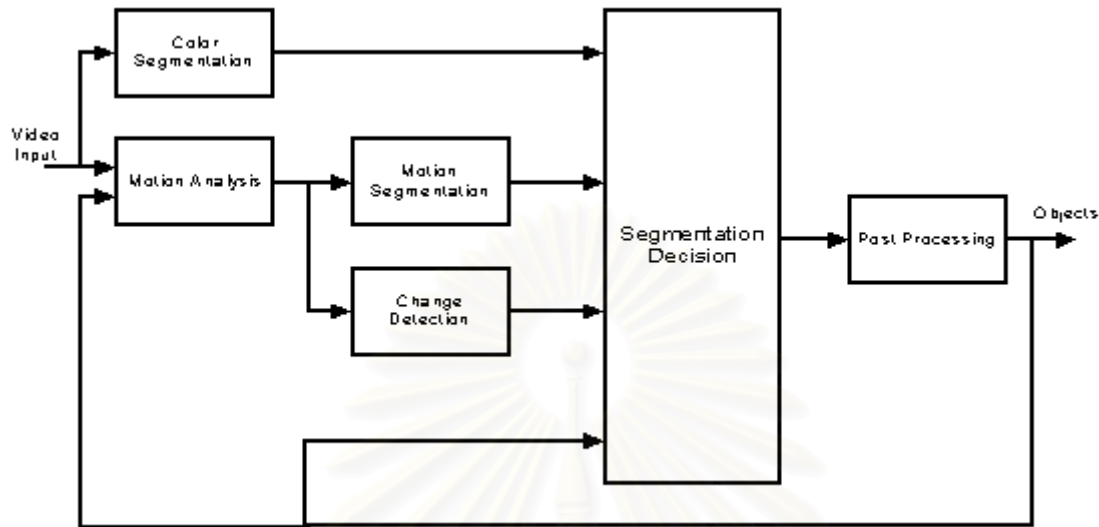 Color
Segmentation
Video
Input
Motion Analysis
Motion
Segmentation
Change
Detection
Segmentation
Decision
Post Processing
Objects